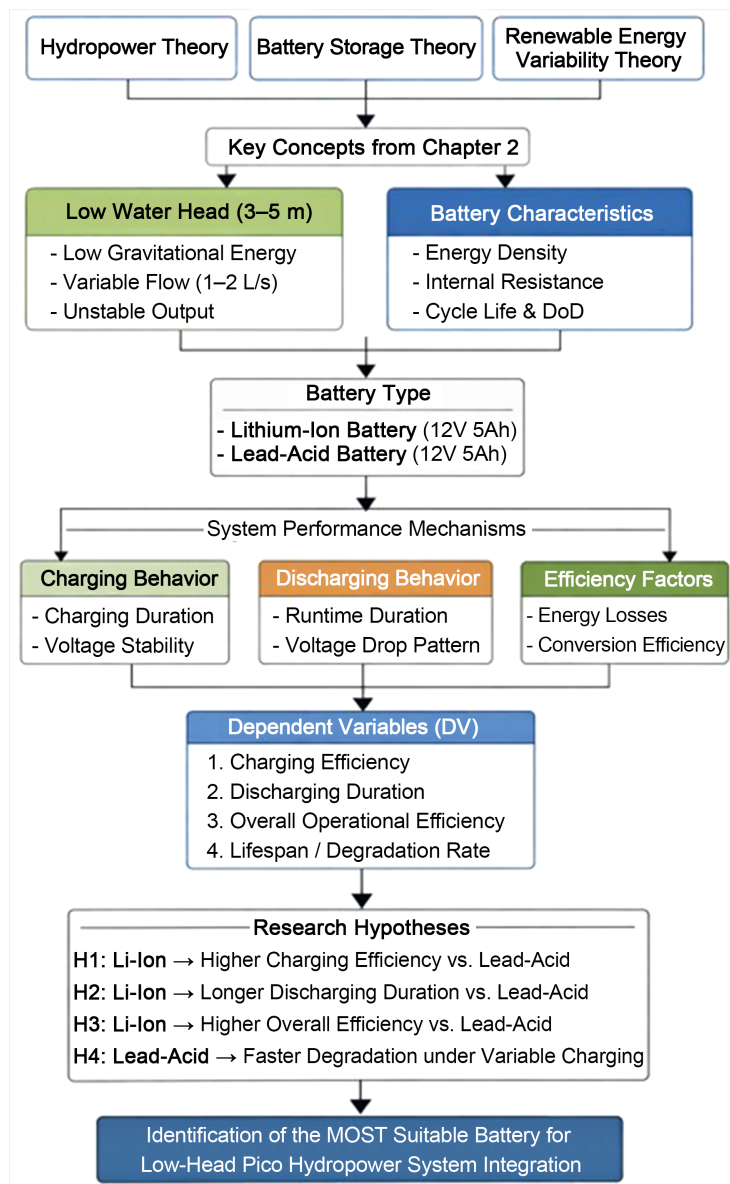 Hydropower Theory
Battery Storage Theory
Renewable Energy
Variability Theory
Key Concepts from Chapter 2
Low Water Head (3–5 m)
- Low Gravitational Energy
- Variable Flow (1–2 L/s)
- Unstable Output
Battery Characteristics
- Energy Density
- Internal Resistance
- Cycle Life & DoD
Battery Type
- Lithium-Ion Battery (12V 5Ah)
- Lead-Acid Battery (12V 5Ah)
System Performance Mechanisms
Charging Behavior
- Charging Duration
- Voltage Stability
Discharging Behavior
- Runtime Duration
- Voltage Drop Pattern
Efficiency Factors
- Energy Losses
- Conversion Efficiency
Dependent Variables (DV)
1. Charging Efficiency
2. Discharging Duration
3. Overall Operational Efficiency
4. Lifespan / Degradation Rate
Research Hypotheses
H1: Li-Ion → Higher Charging Efficiency vs. Lead-Acid
H2: Li-Ion → Longer Discharging Duration vs. Lead-Acid
H3: Li-Ion → Higher Overall Efficiency vs. Lead-Acid
H4: Lead-Acid → Faster Degradation under Variable Charging
Identification of the MOST Suitable Battery for
Low-Head Pico Hydropower System Integration